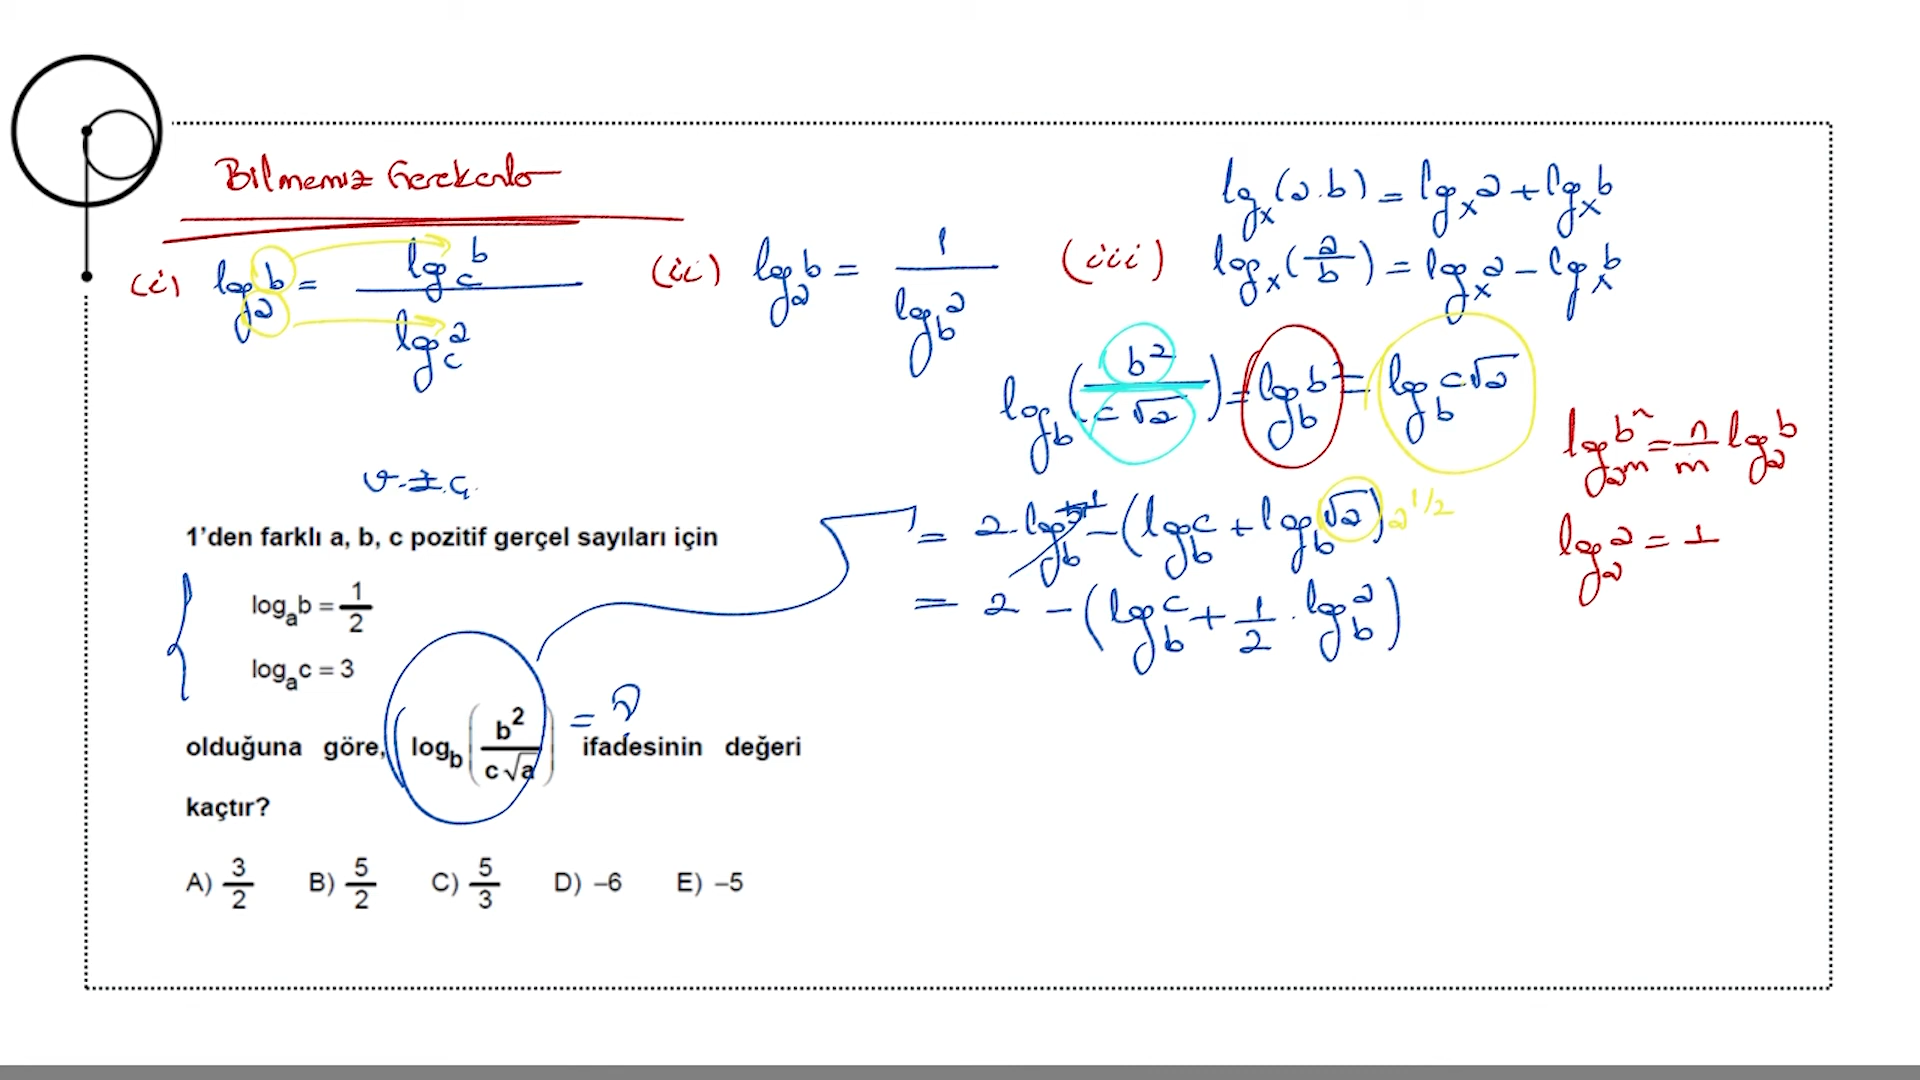 Bilmemiz Gerekenler
(i) log_a b = log_c b / log_c a
(ii) log_a b = 1 / log_b a
(iii) log_x (a.b) = log_x a + log_x b
log_x (a/b) = log_x a - log_x b
log_b (b² / c√a) = log_b b² = log_b c√a
log_{a^m} b^n = n/m log_a b
= 2.log_b b 1 - (log_b c + log_b √a) a^{1/2}
log_a a = 1
= 2 - (log_b c + 1/2 . log_b a)
1'den farklı a, b, c pozitif gerçel sayıları için
log_a b = 1/2
log_a c = 3
olduğuna göre, log_b (b² / c√a) ifadesinin değeri = ?
kaçtır?
A) 3/2 B) 5/2 C) 5/3 D) –6 E) –5